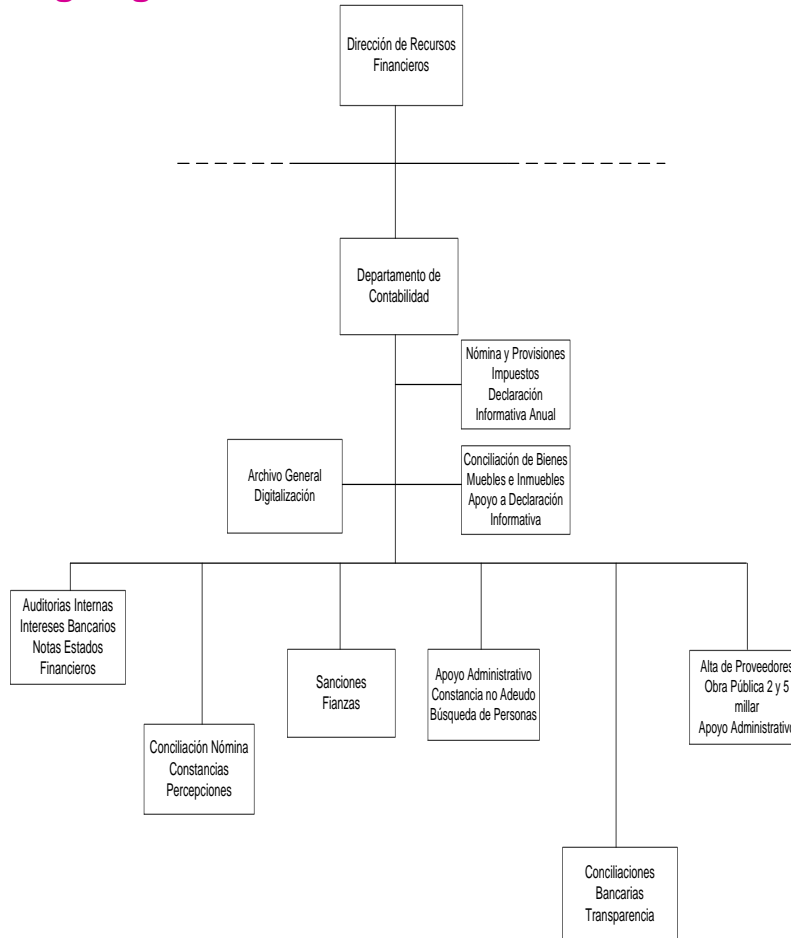 Dirección de Recursos
Financieros
Departamento de
Contabilidad
Nómina y Provisiones
Impuestos
Declaración
Informativa Anual
Archivo General
Digitalización
Conciliación de Bienes
Muebles e Inmuebles
Apoyo a Declaración
Informativa
Auditorias Internas
Intereses Bancarios
Notas Estados
Financieros
Conciliación Nómina
Constancias
Percepciones
Sanciones
Fianzas
Apoyo Administrativo
Constancia no Adeudo
Búsqueda de Personas
Conciliaciones
Bancarias
Transparencia
Alta de Proveedores
Obra Pública 2 y 5
millar
Apoyo Administrativo